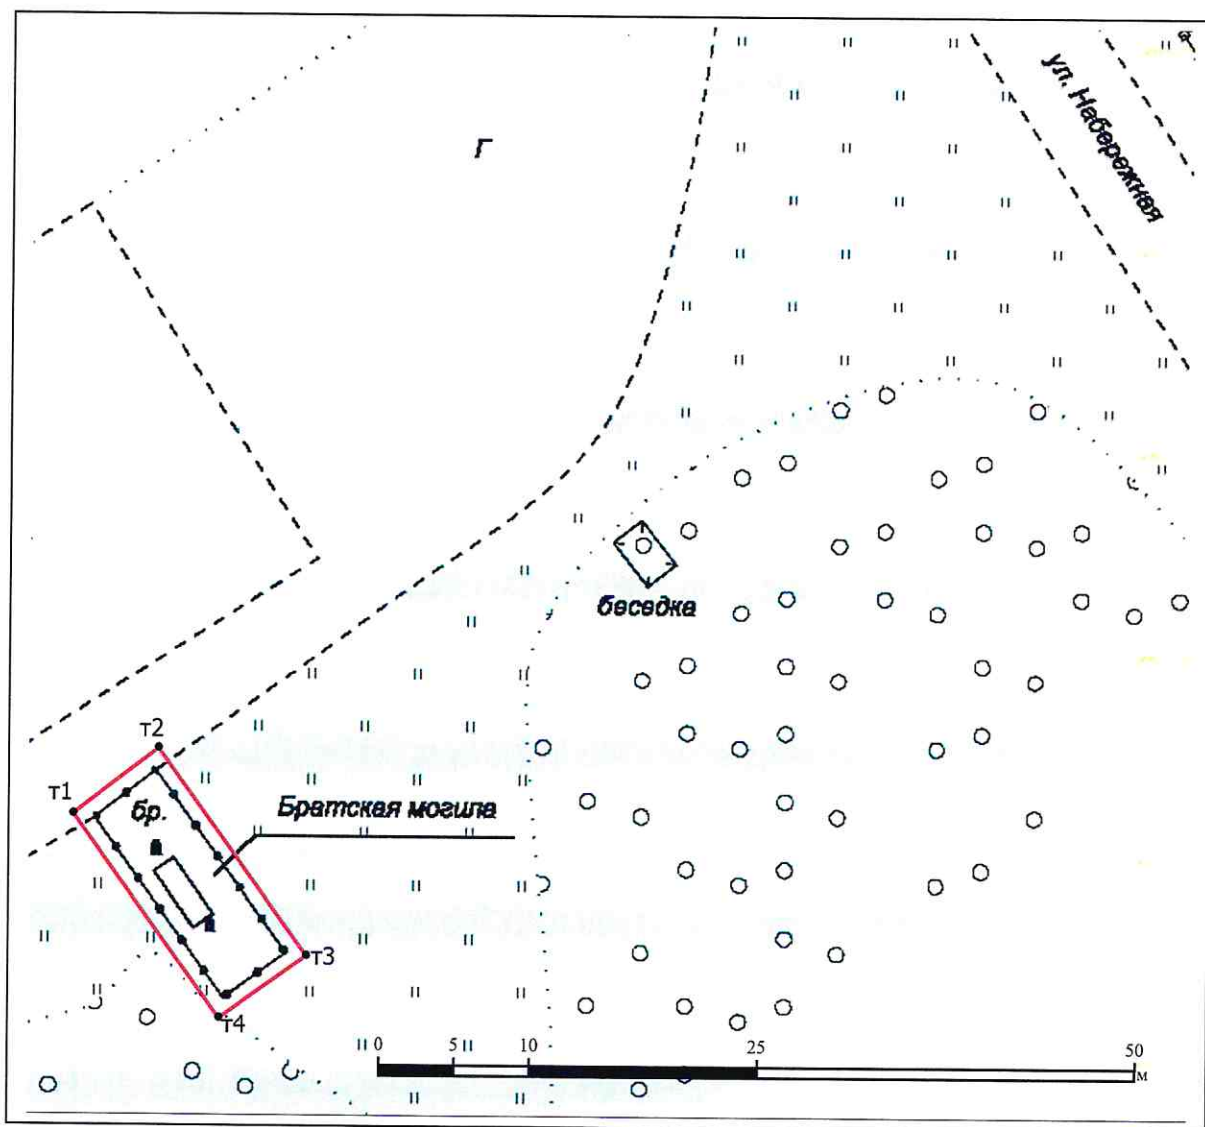 ул. Набережная
Г
беседка
т2
т1
бр.
Братская могила
т3
т4
0 5 10 25 50
м